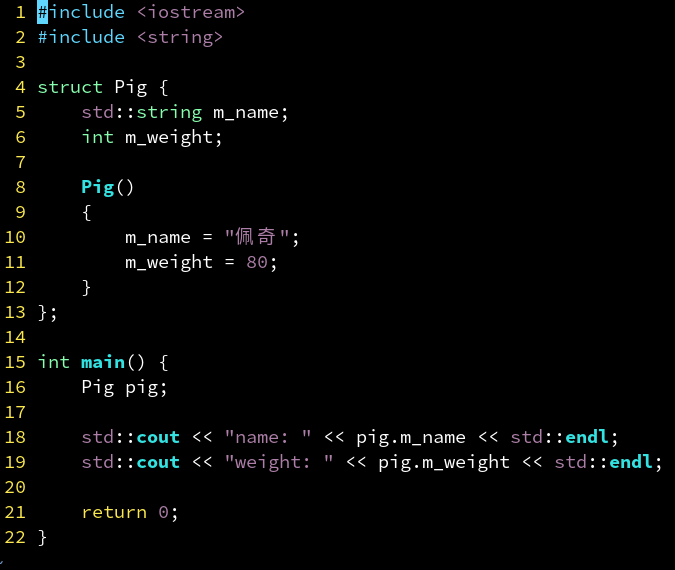 1 #include <iostream>
2 #include <string>
3
4 struct Pig {
5     std::string m_name;
6     int m_weight;
7
8     Pig()
9     {
10         m_name = "佩奇";
11         m_weight = 80;
12     }
13 };
14
15 int main() {
16     Pig pig;
17
18     std::cout << "name: " << pig.m_name << std::endl;
19     std::cout << "weight: " << pig.m_weight << std::endl;
20
21     return 0;
22 }